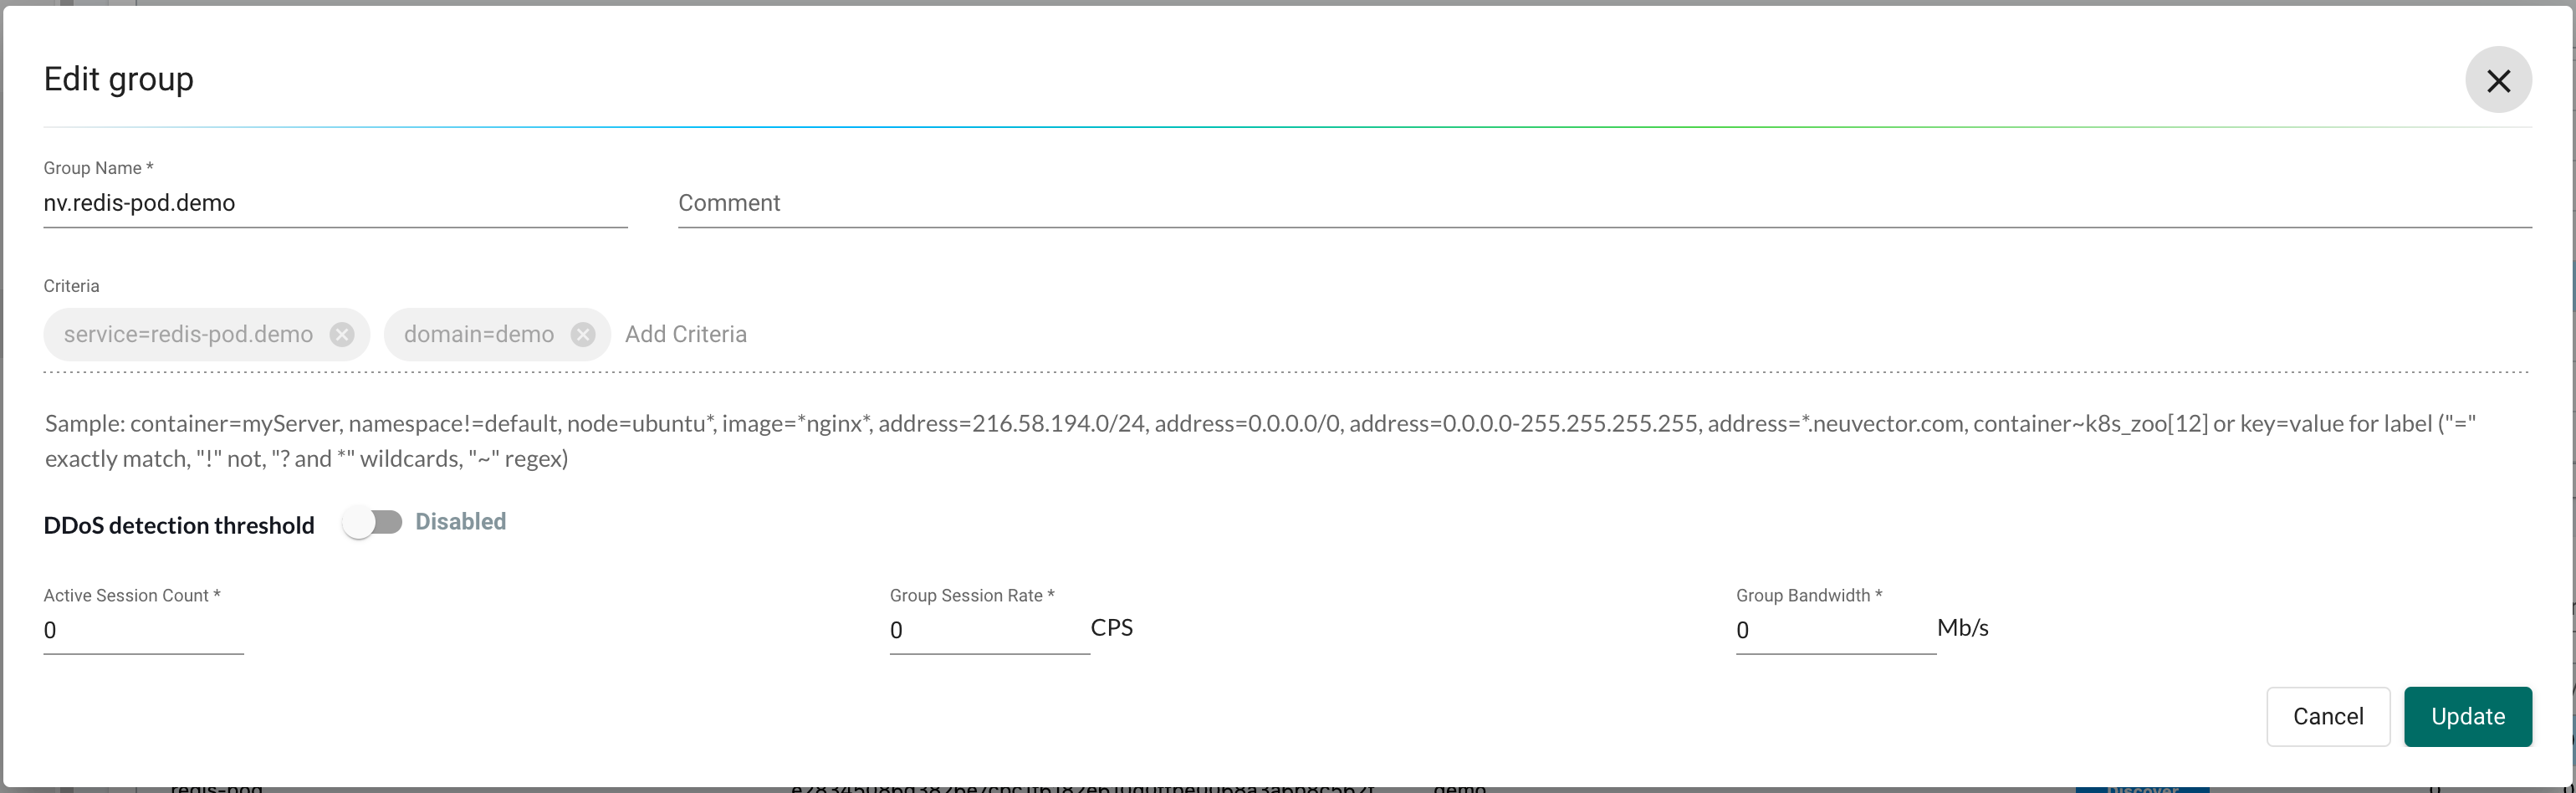 Edit group
Group Name *
nv.redis-pod.demo
Comment
Criteria
service=redis-pod.demo domain=demo Add Criteria
Sample: container=myServer, namespace!=default, node=ubuntu*, image=*nginx*, address=216.58.194.0/24, address=0.0.0.0/0, address=0.0.0.0-255.255.255.255, address=*.neuvector.com, container~k8s_zoo[12] or key=value for label ("="
exactly match, "!" not, "? and *" wildcards, "~" regex)
DDoS detection threshold Disabled
Active Session Count * Group Session Rate * Group Bandwidth *
0 0 CPS 0 Mb/s
Cancel Update
redis-pod demo Discover